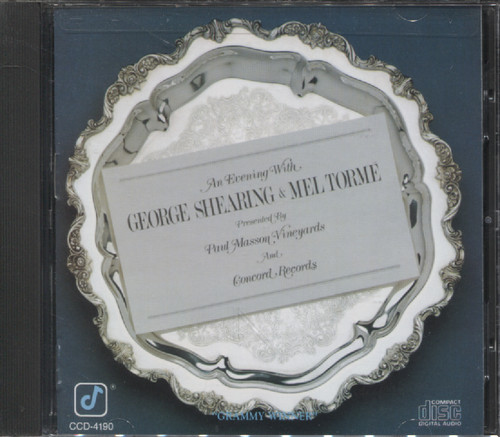 An Evening With
GEORGE SHEARING & MEL TORME
Presented By
Paul Masson Vineyards
And
Concord Records
"GRAMMY WINNER"
CCD-4190
COMPACT
disc
DIGITAL AUDIO